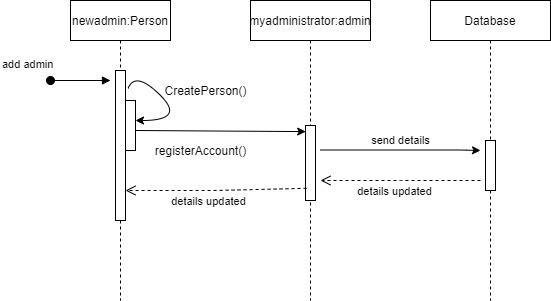 newadmin:Person
myadministrator:admin
Database
add admin
CreatePerson()
send details
registerAccount()
details updated
details updated